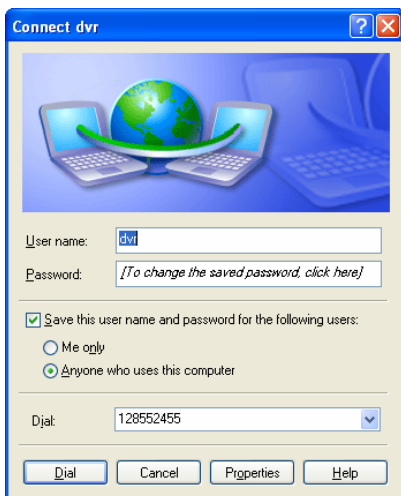 Connect dvr
User name: dvr
Password: [To change the saved password, click here]
Save this user name and password for the following users:
Me only
Anyone who uses this computer
Dial: 128552455
Dial Cancel Properties Help